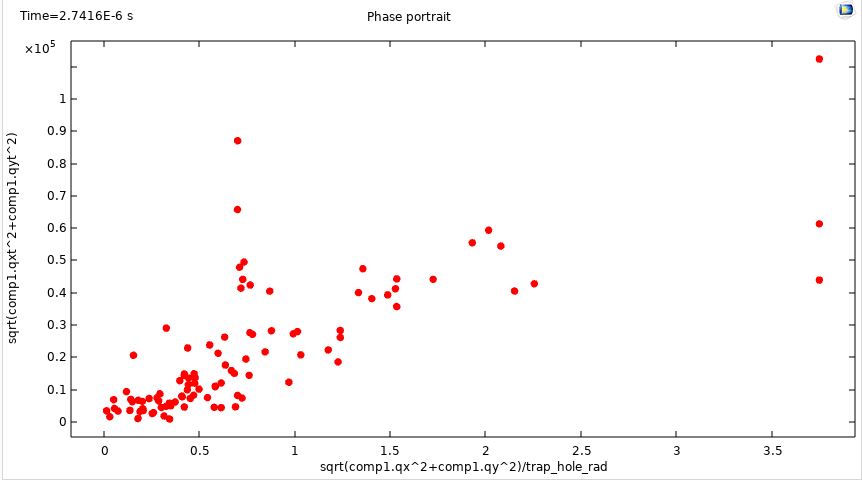 Time=2.7416E-6 s
Phase portrait
×10^5
1
0.9
0.8
0.7
0.6
0.5
0.4
0.3
0.2
0.1
0
sqrt(comp1.qxt^2+comp1.qyt^2)
0 0.5 1 1.5 2 2.5 3 3.5
sqrt(comp1.qx^2+comp1.qy^2)/trap_hole_rad